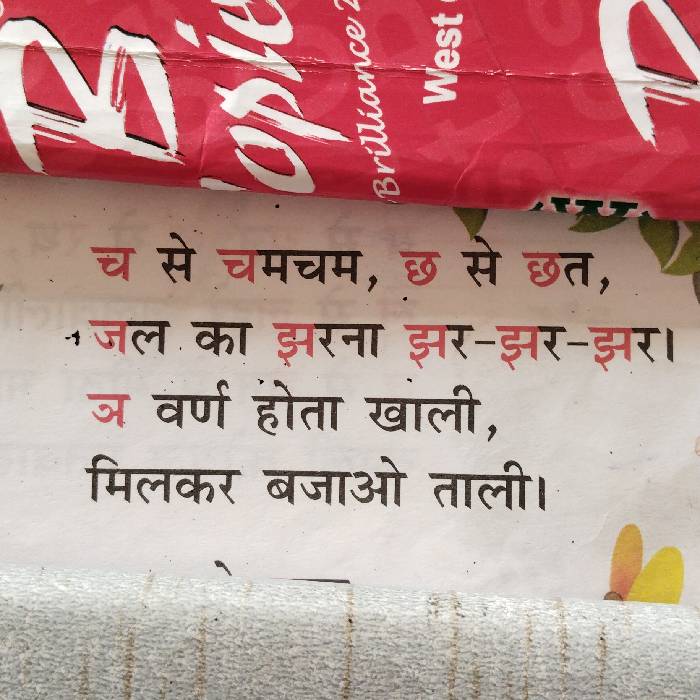 Brilliance
West
च से चमचम, छ से छत,
जल का झरना झर-झर-झर।
ञ वर्ण होता खाली,
मिलकर बजाओ ताली।